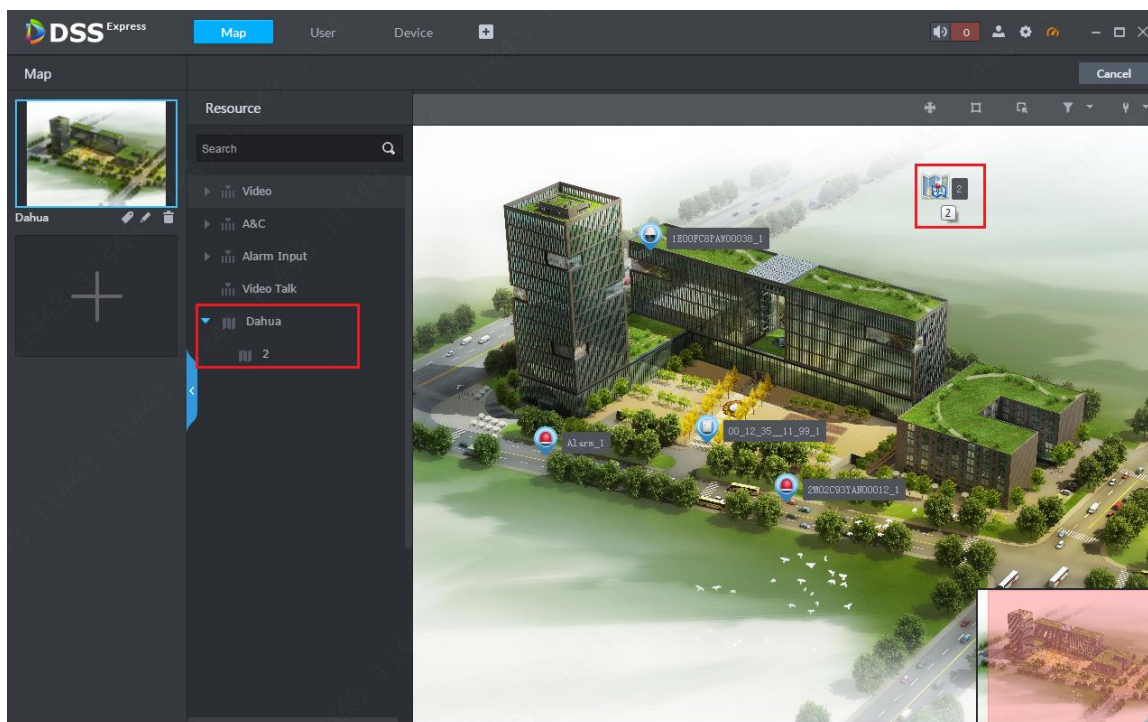 DSS Express
Map
User
Device
0
Map
Cancel
Dahua
Resource
Search
Video
A&C
Alarm Input
Video Talk
Dahua
2
2
2
1E00FC8PAW00038_1
00_12_35__11_99_1
Alarm_1
2M02C93YAN00012_1